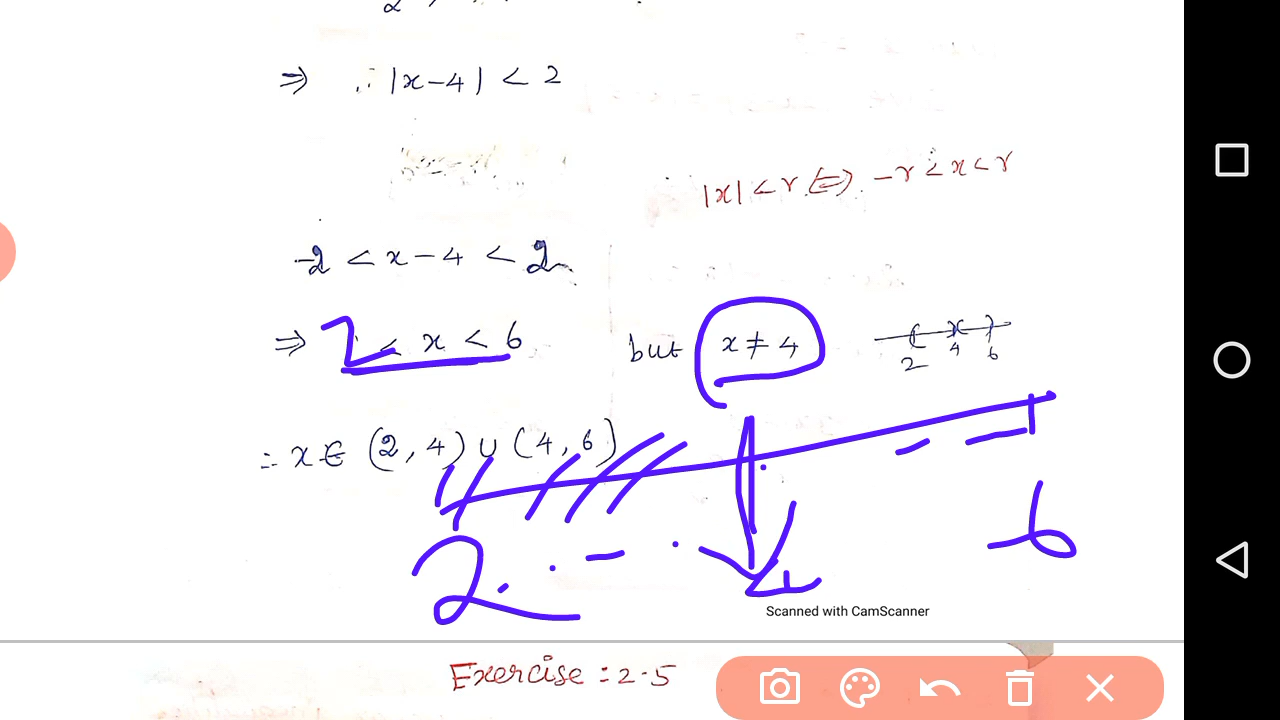 ⇒ ∴ |x-4| < 2
|x| < r ⇔ -r < x < r
-2 < x - 4 < 2
⇒ 2 < x < 6 but x ≠ 4
2 4 6
∴ x ∈ (2, 4) ∪ (4, 6)
2 4 6
Scanned with CamScanner
Exercise : 2.5